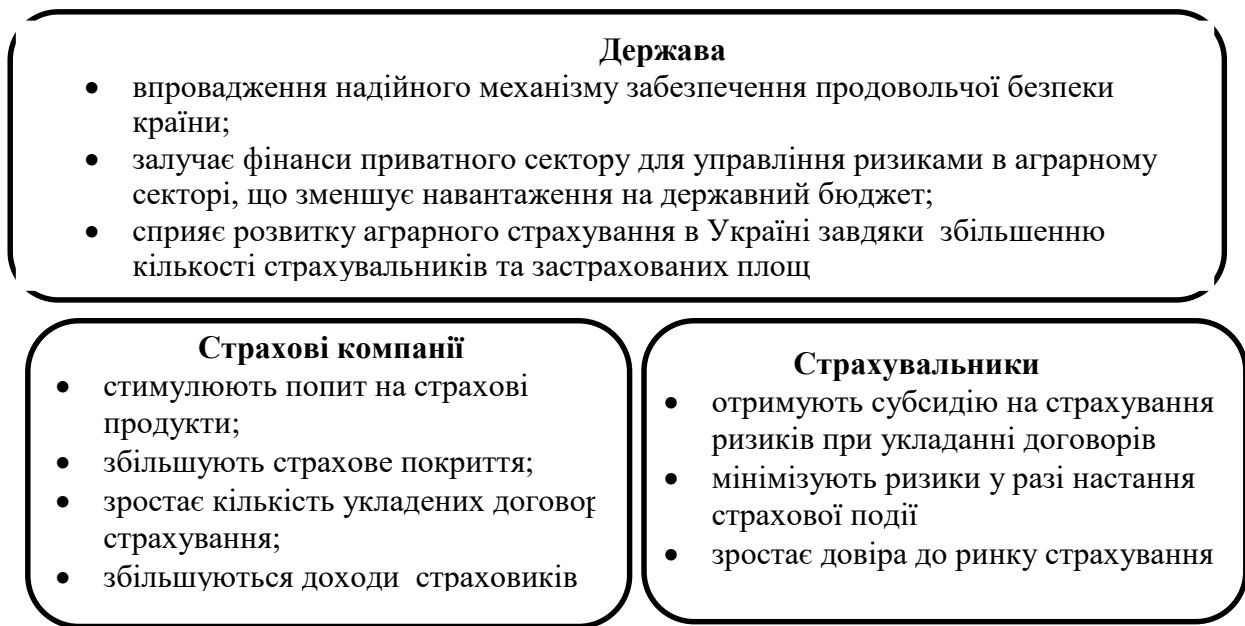 Держава
• впровадження надійного механізму забезпечення продовольчої безпеки
країни;
• залучає фінанси приватного сектору для управління ризиками в аграрному
секторі, що зменшує навантаження на державний бюджет;
• сприяє розвитку аграрного страхування в Україні завдяки збільшенню
кількості страхувальників та застрахованих площ
Страхові компанії
• стимулюють попит на страхові
продукти;
• збільшують страхове покриття;
• зростає кількість укладених договор
страхування;
• збільшуються доходи страховиків
Страхувальники
• отримують субсидію на страхування
ризиків при укладанні договорів
• мінімізують ризики у разі настання
страхової події
• зростає довіра до ринку страхування